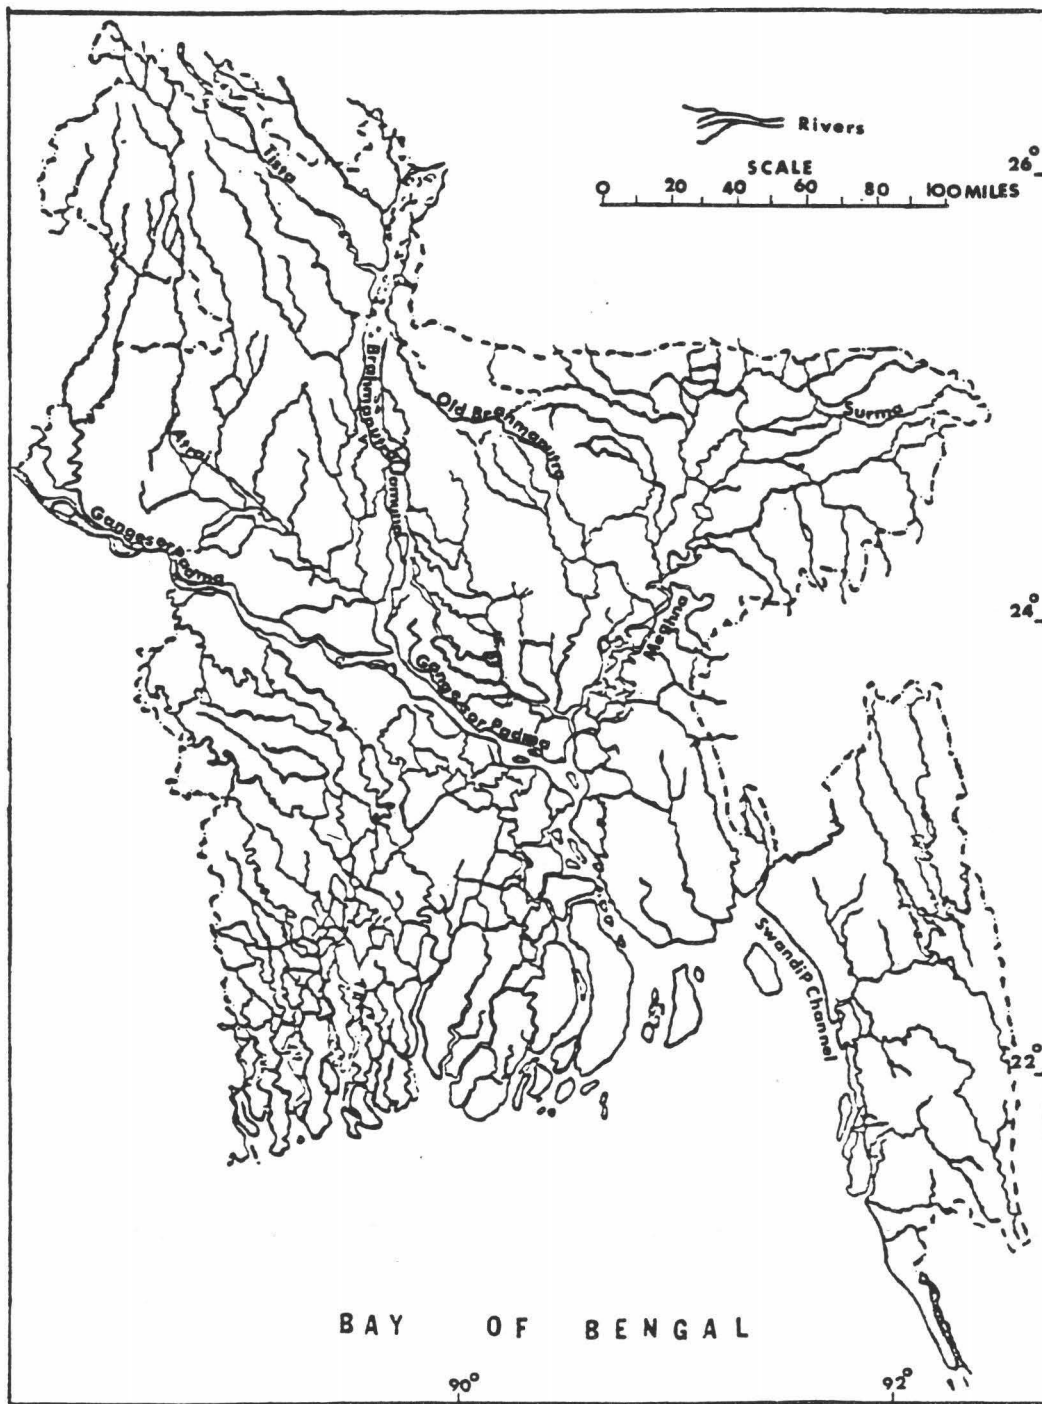 Rivers
SCALE
0 20 40 60 80 100 MILES
26°
Tista
Brahmaputra Jamuna
Old Brahmaputra
Surma
Atrai
Ganges or Padma
24°
Meghna
Ganges or Padma
Swandip Channel
22°
BAY OF BENGAL
90°
92°